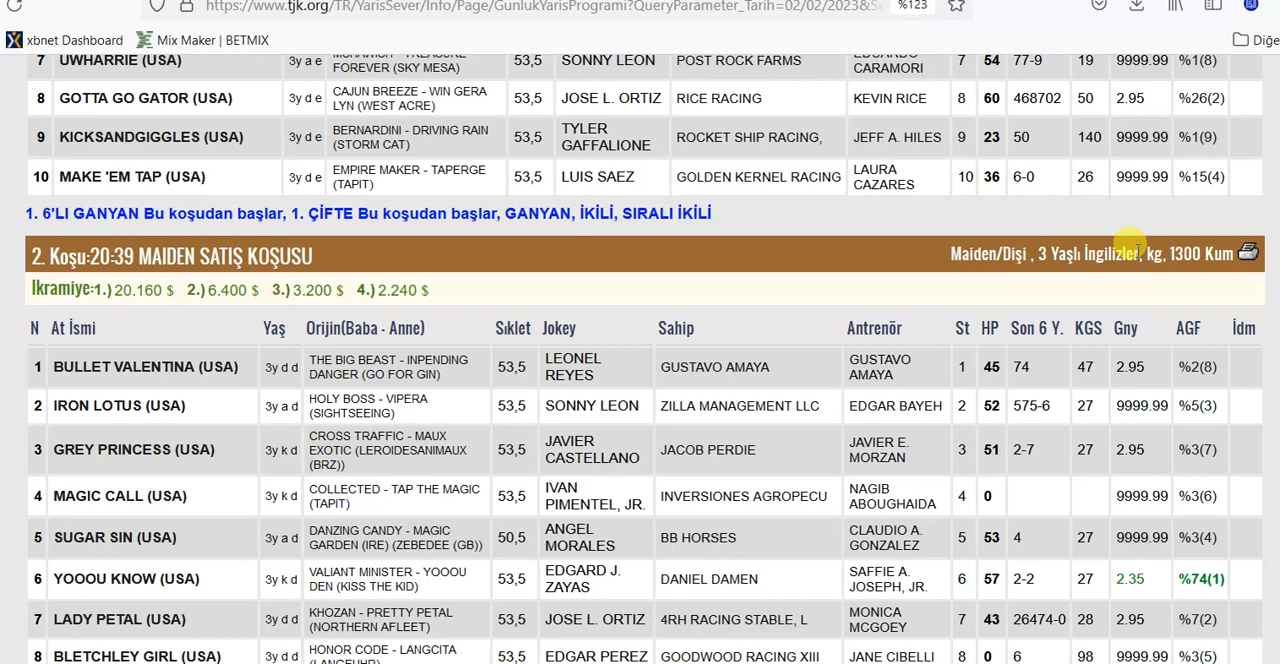 https://www.tjk.org/TR/YarisSever/Info/Page/GunlukYarisProgrami?QueryParameter_Tarih=02/02/2023&Se %123
xbnet Dashboard Mix Maker | BETMIX Diğe
7 UWHARRIE (USA) 3y a e FOREVER (SKY MESA) 53,5 SONNY LEON POST ROCK FARMS EDUARDO CARAMORI 7 54 77-9 19 9999.99 %1(8)
8 GOTTA GO GATOR (USA) 3y d e CAJUN BREEZE - WIN GERA LYN (WEST ACRE) 53,5 JOSE L. ORTIZ RICE RACING KEVIN RICE 8 60 468702 50 2.95 %26(2)
9 KICKSANDGIGGLES (USA) 3y d e BERNARDINI - DRIVING RAIN (STORM CAT) 53,5 TYLER GAFFALIONE ROCKET SHIP RACING, JEFF A. HILES 9 23 50 140 9999.99 %1(9)
10 MAKE 'EM TAP (USA) 3y d e EMPIRE MAKER - TAPERGE (TAPIT) 53,5 LUIS SAEZ GOLDEN KERNEL RACING LAURA CAZARES 10 36 6-0 26 9999.99 %15(4)
1. 6'LI GANYAN Bu koşudan başlar, 1. ÇİFTE Bu koşudan başlar, GANYAN, İKİLİ, SIRALI İKİLİ
2. Koşu:20:39 MAIDEN SATIŞ KOŞUSU Maiden/Dişi , 3 Yaşlı İngilizler, kg, 1300 Kum
Ikramiye:1.) 20.160 $ 2.) 6.400 $ 3.) 3.200 $ 4.) 2.240 $
N At İsmi Yaş Orijin(Baba - Anne) Sıklet Jokey Sahip Antrenör St HP Son 6 Y. KGS Gny AGF İdm
1 BULLET VALENTINA (USA) 3y d d THE BIG BEAST - INPENDING DANGER (GO FOR GIN) 53,5 LEONEL REYES GUSTAVO AMAYA GUSTAVO AMAYA 1 45 74 47 2.95 %2(8)
2 IRON LOTUS (USA) 3y a d HOLY BOSS - VIPERA (SIGHTSEEING) 53,5 SONNY LEON ZILLA MANAGEMENT LLC EDGAR BAYEH 2 52 575-6 27 9999.99 %5(3)
3 GREY PRINCESS (USA) 3y k d CROSS TRAFFIC - MAUX EXOTIC (LEROIDESANIMAUX (BRZ)) 53,5 JAVIER CASTELLANO JACOB PERDIE JAVIER E. MORZAN 3 51 2-7 27 2.95 %3(7)
4 MAGIC CALL (USA) 3y k d COLLECTED - TAP THE MAGIC (TAPIT) 53,5 IVAN PIMENTEL, JR. INVERSIONES AGROPECU NAGIB ABOUGHAIDA 4 0 9999.99 %3(6)
5 SUGAR SIN (USA) 3y a d DANZING CANDY - MAGIC GARDEN (IRE) (ZEBEDEE (GB)) 50,5 ANGEL MORALES BB HORSES CLAUDIO A. GONZALEZ 5 53 4 27 9999.99 %3(4)
6 YOOOU KNOW (USA) 3y k d VALIANT MINISTER - YOOOU DEN (KISS THE KID) 53,5 EDGARD J. ZAYAS DANIEL DAMEN SAFFIE A. JOSEPH, JR. 6 57 2-2 27 2.35 %74(1)
7 LADY PETAL (USA) 3y d d KHOZAN - PRETTY PETAL (NORTHERN AFLEET) 53,5 JOSE L. ORTIZ 4RH RACING STABLE, L MONICA MCGOEY 7 43 26474-0 28 2.95 %7(2)
8 BLETCHLEY GIRL (USA) 3y d d HONOR CODE - LANGCITA (LANGFUHR) 53,5 EDGAR PEREZ GOODWOOD RACING XIII JANE CIBELLI 8 0 6 98 9999.99 %3(5)